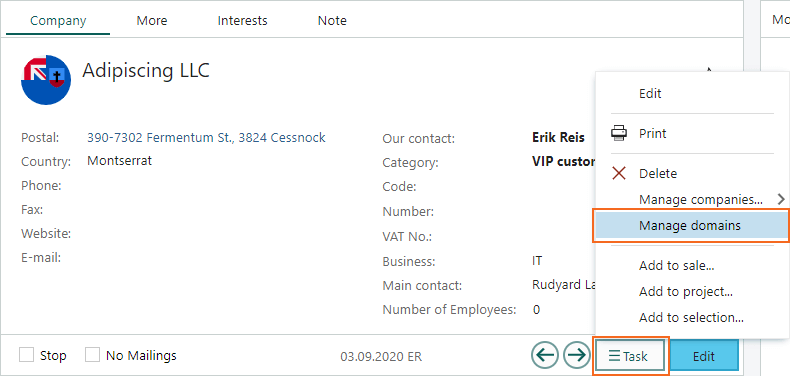 Company More Interests Note
Mo
Adipiscing LLC
Postal: 390-7302 Fermentum St., 3824 Cessnock
Country: Montserrat
Phone:
Fax:
Website:
E-mail:
Our contact: Erik Reis
Category: VIP custo
Code:
Number:
VAT No.:
Business: IT
Main contact: Rudyard La
Number of Employees: 0
Edit
Print
Delete
Manage companies...
Manage domains
Add to sale...
Add to project...
Add to selection...
Stop No Mailings 03.09.2020 ER Task Edit